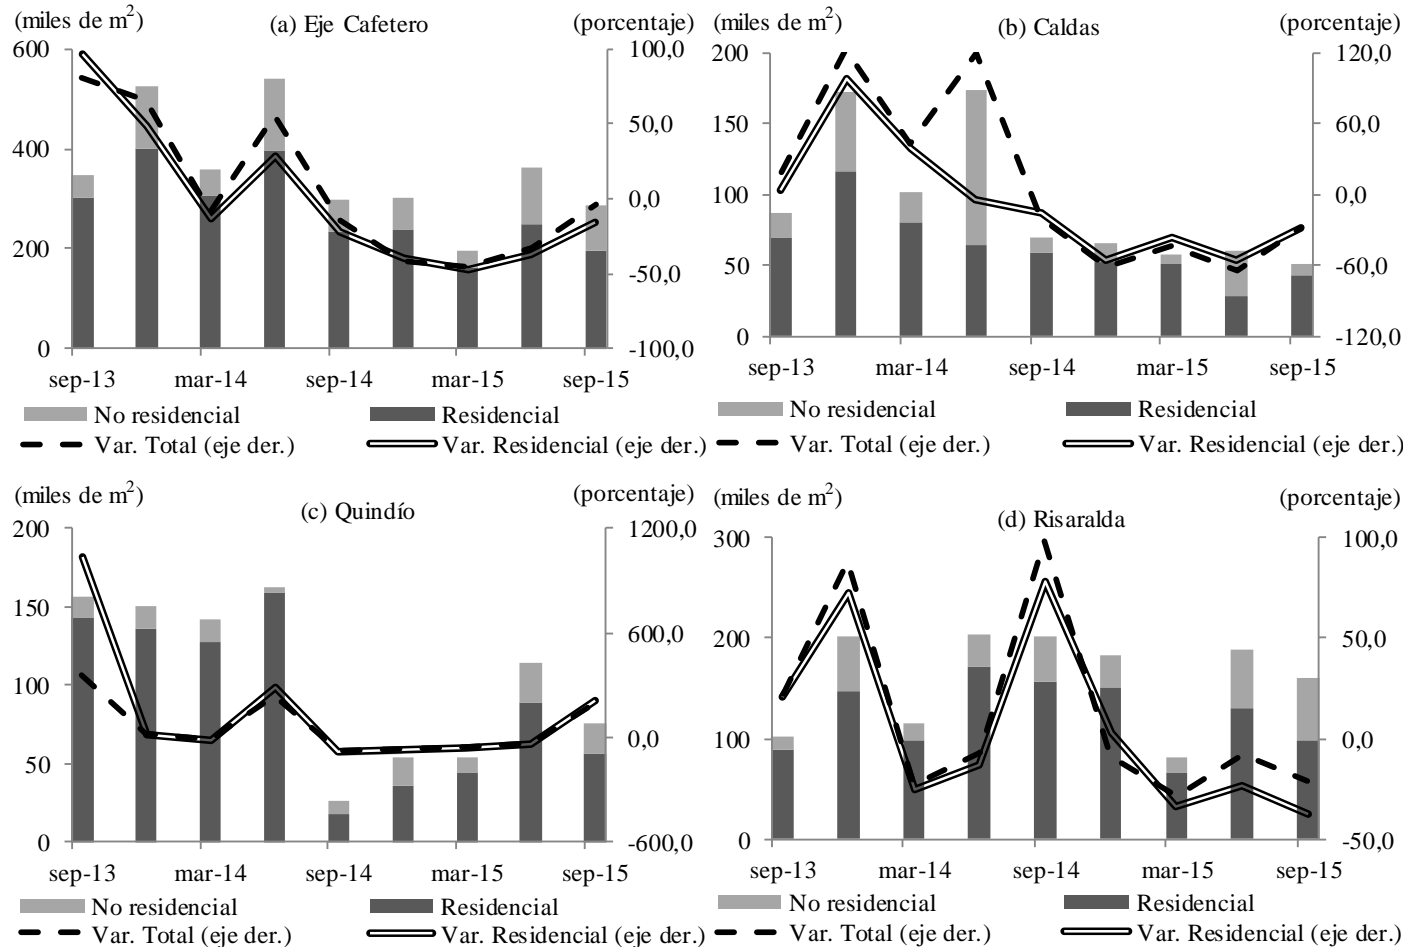 (miles de m²) (a) Eje Cafetero (porcentaje)
600 100,0
400 50,0
200 0,0
0 -50,0
-100,0
sep-13 mar-14 sep-14 mar-15 sep-15
No residencial Residencial
Var. Total (eje der.) Var. Residencial (eje der.)
(miles de m²) (b) Caldas (porcentaje)
200 120,0
150 60,0
100 0,0
50 -60,0
0 -120,0
sep-13 mar-14 sep-14 mar-15 sep-15
No residencial Residencial
Var. Total (eje der.) Var. Residencial (eje der.)
(miles de m²) (c) Quindío (porcentaje)
200 1200,0
150 600,0
100 0,0
50 -600,0
0
sep-13 mar-14 sep-14 mar-15 sep-15
No residencial Residencial
Var. Total (eje der.) Var. Residencial (eje der.)
(miles de m²) (d) Risaralda (porcentaje)
300 100,0
200 50,0
100 0,0
0 -50,0
sep-13 mar-14 sep-14 mar-15 sep-15
No residencial Residencial
Var. Total (eje der.) Var. Residencial (eje der.)